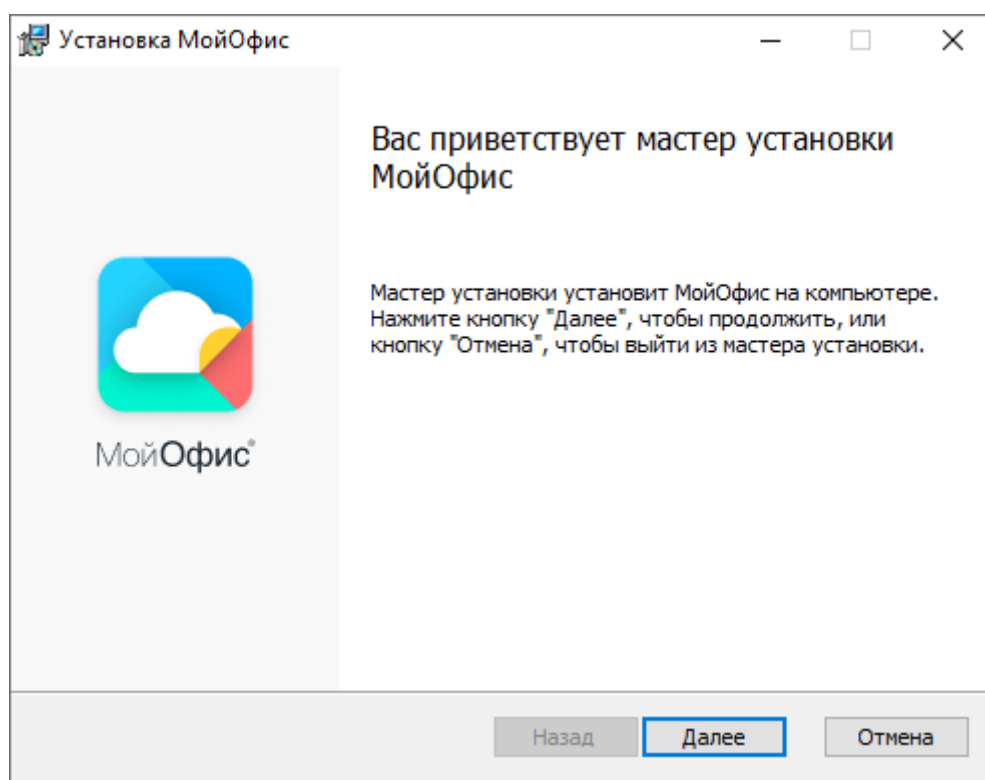 Установка МойОфис
Вас приветствует мастер установки
МойОфис
Мастер установки установит МойОфис на компьютере.
Нажмите кнопку "Далее", чтобы продолжить, или
кнопку "Отмена", чтобы выйти из мастера установки.
МойОфис®
Назад
Далее
Отмена